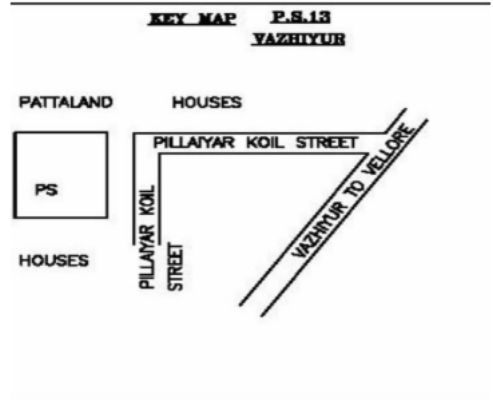 KEY MAP P.S.13
VAZHIYUR
PATTALAND HOUSES
PILLAIYAR KOIL STREET
PS
PILLAIYAR KOIL
STREET
VAZHIYUR TO VELLORE
HOUSES